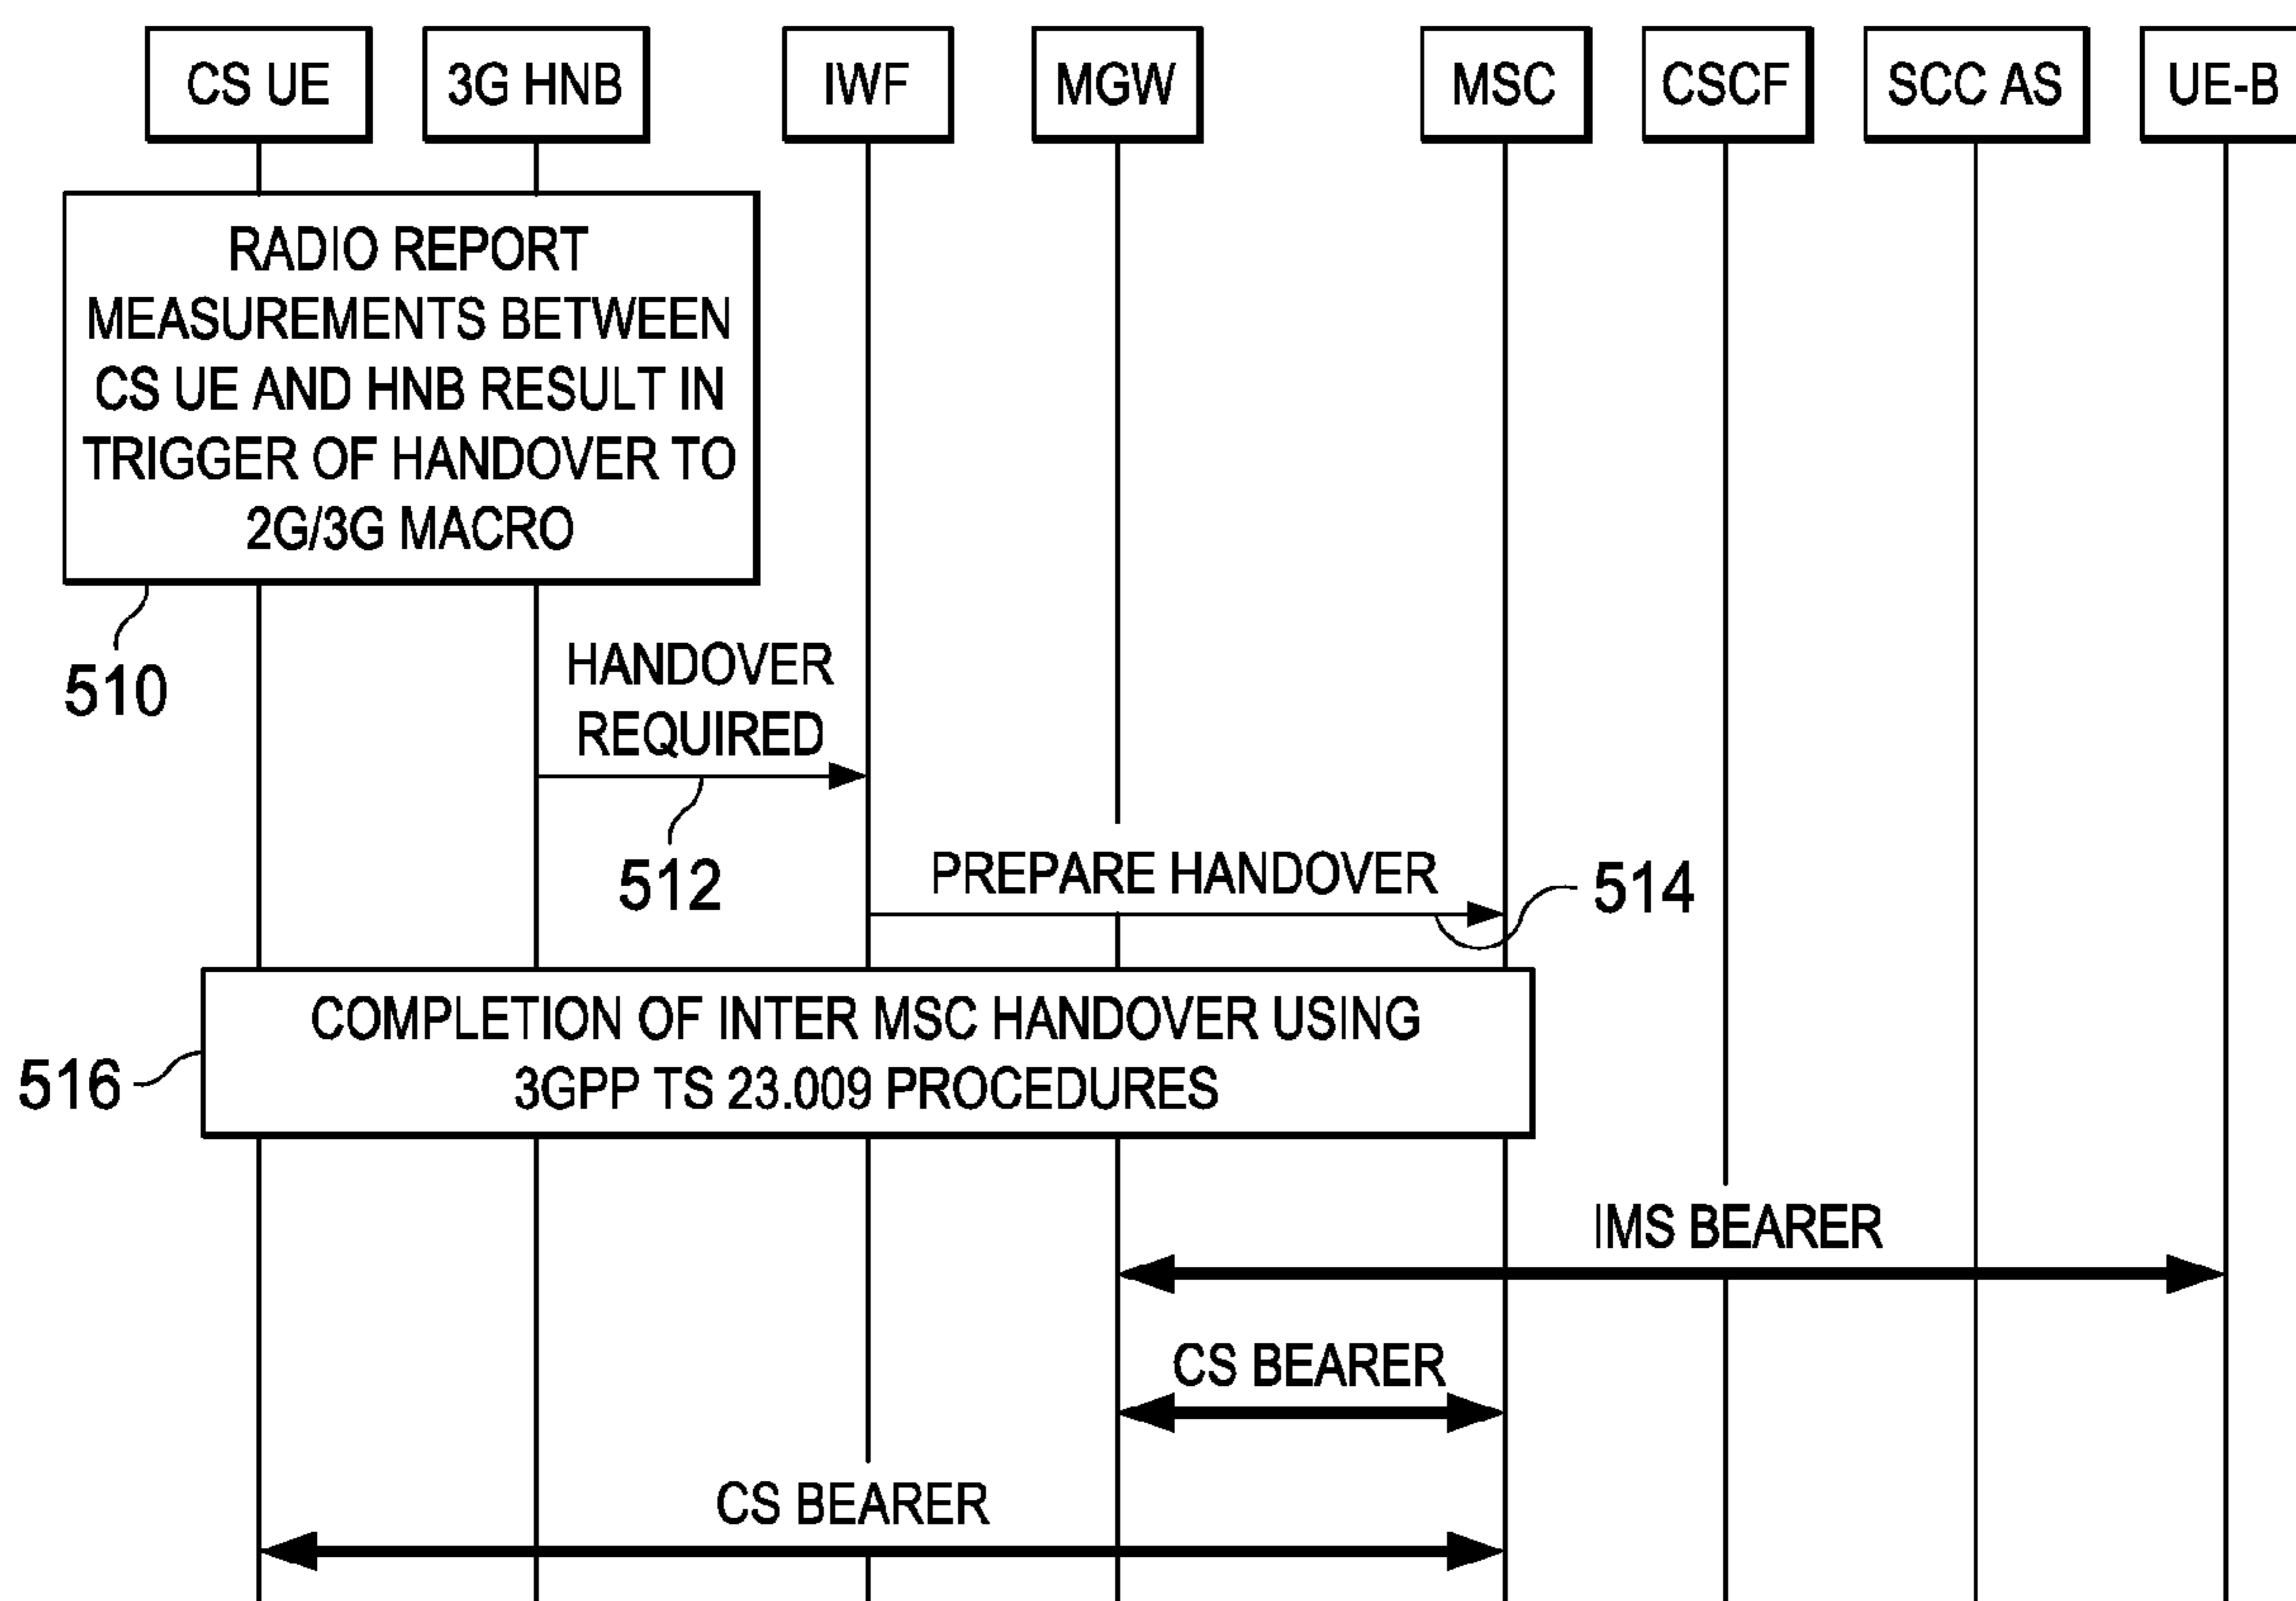 CS UE
3G HNB
IWF
MGW
MSC
CSCF
SCC AS
UE-B
RADIO REPORT
MEASUREMENTS BETWEEN
CS UE AND HNB RESULT IN
TRIGGER OF HANDOVER TO
2G/3G MACRO
510
HANDOVER
REQUIRED
512
PREPARE HANDOVER
514
COMPLETION OF INTER MSC HANDOVER USING
3GPP TS 23.009 PROCEDURES
516
IMS BEARER
CS BEARER
CS BEARER